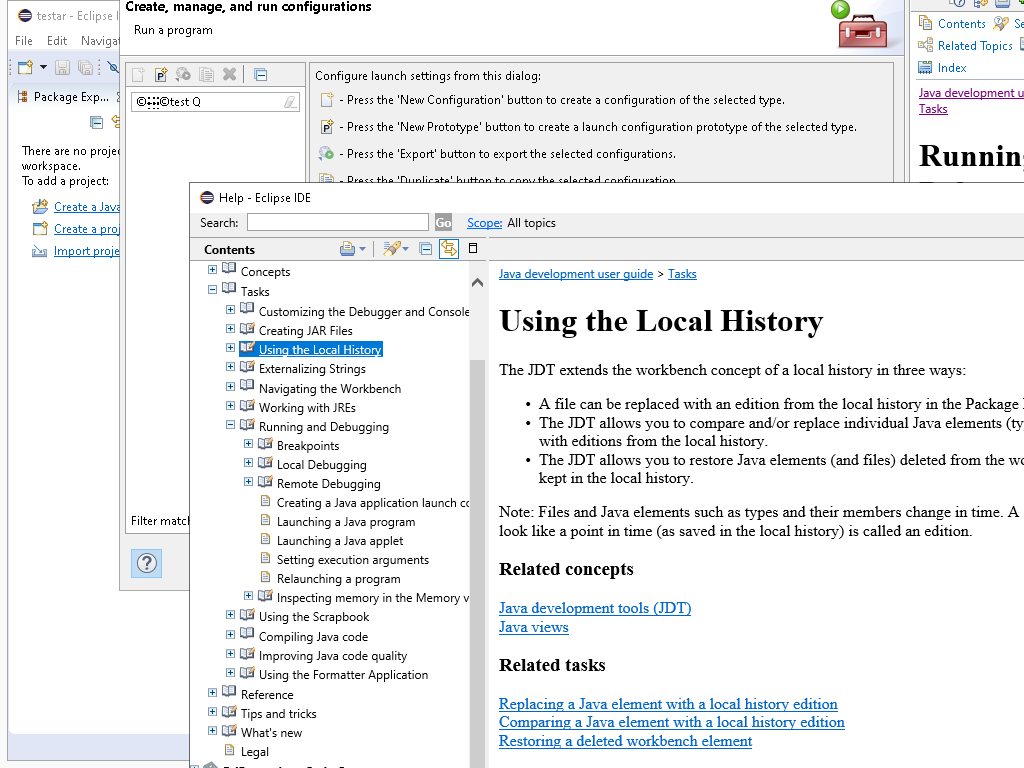 testar - Eclipse I
File Edit Naviga
Package Exp...
There are no proje
workspace.
To add a project:
Create a Java
Create a proj
Import proje
Create, manage, and run configurations
Run a program
©test Q
Filter match
Configure launch settings from this dialog:
- Press the 'New Configuration' button to create a configuration of the selected type.
- Press the 'New Prototype' button to create a launch configuration prototype of the selected type.
- Press the 'Export' button to export the selected configurations.
- Press the 'Duplicate' button to copy the selected configuration.
Contents Se
Related Topics
Index
Java development u
Tasks
Running
Help - Eclipse IDE
Search: Go Scope: All topics
Contents
Concepts
Tasks
Customizing the Debugger and Console
Creating JAR Files
Using the Local History
Externalizing Strings
Navigating the Workbench
Working with JREs
Running and Debugging
Breakpoints
Local Debugging
Remote Debugging
Creating a Java application launch co
Launching a Java program
Launching a Java applet
Setting execution arguments
Relaunching a program
Inspecting memory in the Memory v
Using the Scrapbook
Compiling Java code
Improving Java code quality
Using the Formatter Application
Reference
Tips and tricks
What's new
Legal
Java development user guide > Tasks
Using the Local History
The JDT extends the workbench concept of a local history in three ways:
• A file can be replaced with an edition from the local history in the Package
• The JDT allows you to compare and/or replace individual Java elements (ty
with editions from the local history.
• The JDT allows you to restore Java elements (and files) deleted from the wo
kept in the local history.
Note: Files and Java elements such as types and their members change in time. A
look like a point in time (as saved in the local history) is called an edition.
Related concepts
Java development tools (JDT)
Java views
Related tasks
Replacing a Java element with a local history edition
Comparing a Java element with a local history edition
Restoring a deleted workbench element